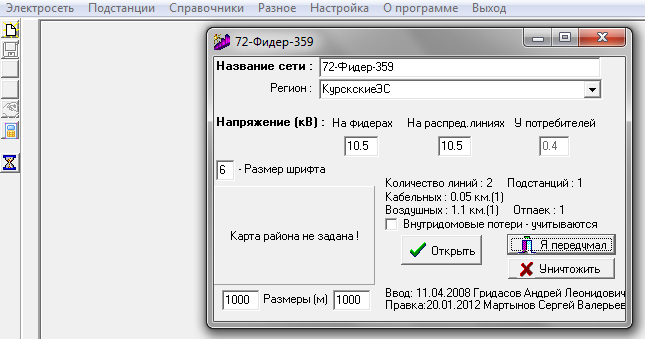 Электросеть Подстанции Справочники Разное Настройка О программе Выход
72-Фидер-359
Название сети : 72-Фидер-359
Регион : КурсккиеЭС
Напряжение (кВ) : На фидерах На распред.линиях У потребителей
10.5 10.5 0.4
6 - Размер шрифта
Количество линий : 2 Подстанций : 1
Кабельных : 0.05 км.(1)
Воздушных : 1.1 км.(1) Отпаек : 1
Внутридомовые потери - учитываются
Карта района не задана !
Открыть Я передумал
Уничтожить
1000 Размеры (м) 1000
Ввод: 11.04.2008 Гридасов Андрей Леонидович
Правка:20.01.2012 Мартынов Сергей Валерьев